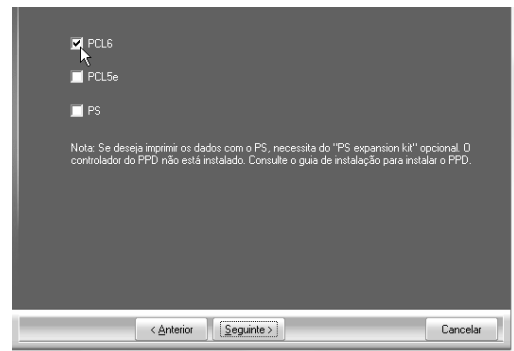 PCL6
PCL5e
PS
Nota: Se deseja imprimir os dados com o PS, necessita do "PS expansion kit" opcional. O
controlador do PPD não está instalado. Consulte o guia de instalação para instalar o PPD.
< Anterior
Seguinte >
Cancelar